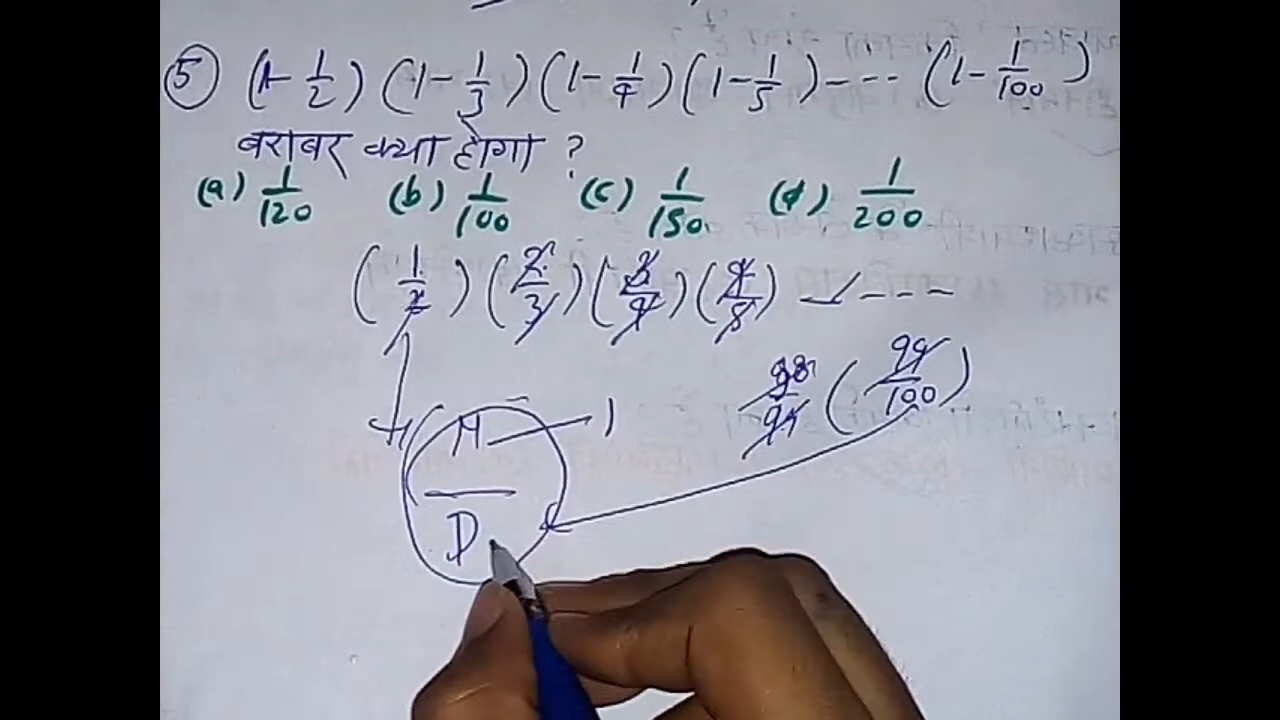 ⑤ (1-1/2) (1-1/3) (1-1/4) (1-1/5) ---- (1-1/100)
बराबर क्या होगा ?
(a) 1/120 (b) 1/100 (c) 1/150 (d) 1/200
(1/2) (2/3) (3/4) (4/5) ----
98/99 (99/100)
N 1
D